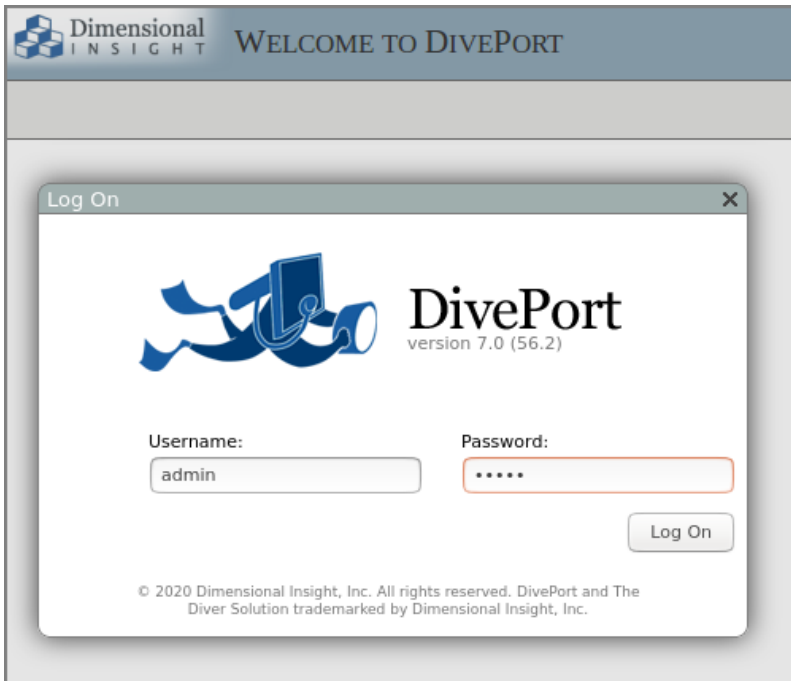 Dimensional
INSIGHT
WELCOME TO DIVEPORT
Log On
DivePort
version 7.0 (56.2)
Username:
Password:
admin
•••••
Log On
© 2020 Dimensional Insight, Inc. All rights reserved. DivePort and The
Diver Solution trademarked by Dimensional Insight, Inc.